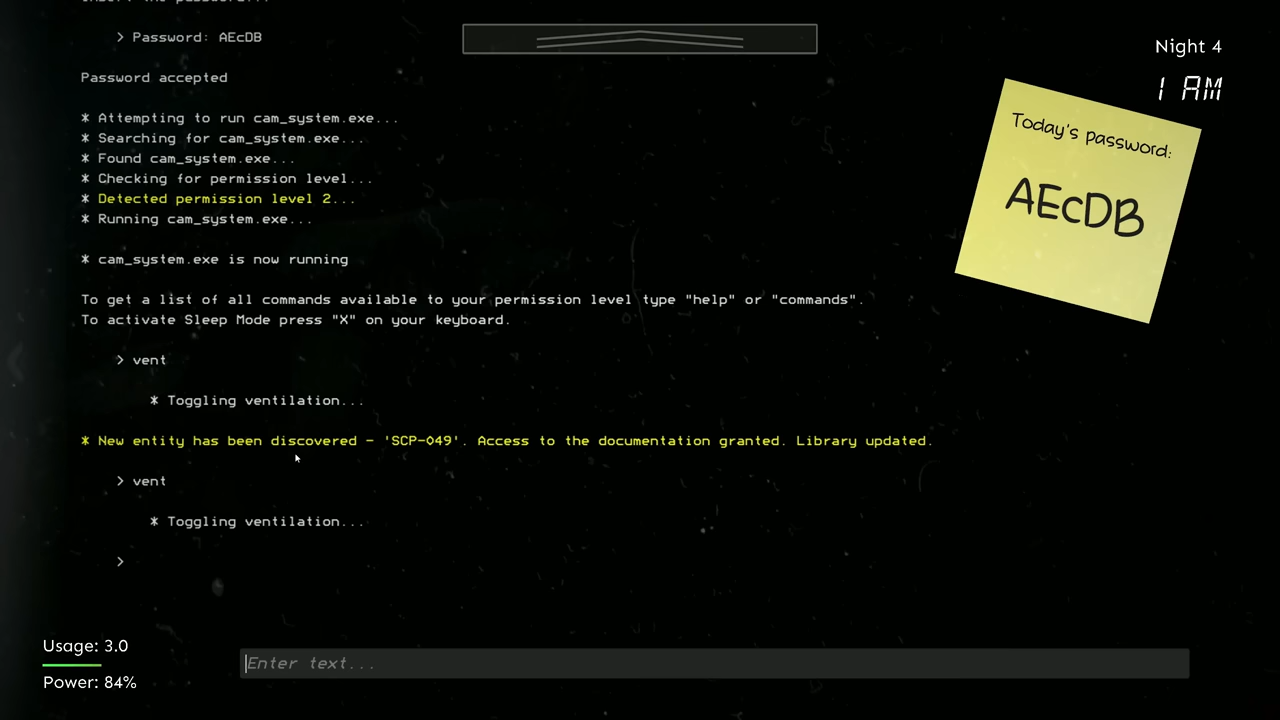 > Password: AEcDB
Password accepted
* Attempting to run cam_system.exe...
* Searching for cam_system.exe...
* Found cam_system.exe...
* Checking for permission level...
* Detected permission level 2...
* Running cam_system.exe...
* cam_system.exe is now running
To get a list of all commands available to your permission level type "help" or "commands".
To activate Sleep Mode press "X" on your keyboard.
> vent
* Toggling ventilation...
* New entity has been discovered - 'SCP-049'. Access to the documentation granted. Library updated.
> vent
* Toggling ventilation...
>
Night 4
1 AM
Today's password:
AEcDB
Usage: 3.0
Power: 84%
Enter text...